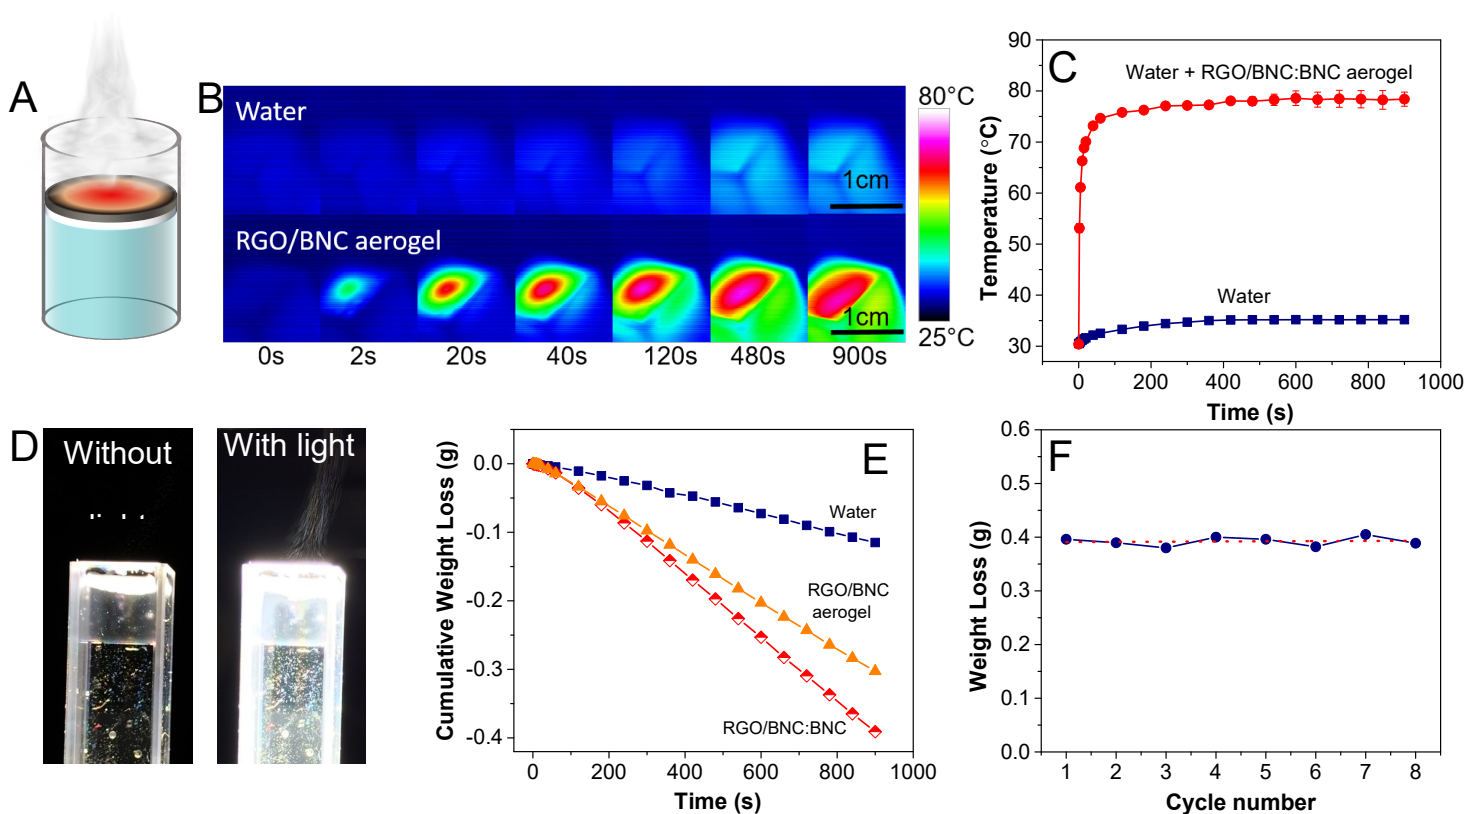 A
B
Water
RGO/BNC aerogel
1cm
1cm
0s 2s 20s 40s 120s 480s 900s
80°C
25°C
C
Water + RGO/BNC:BNC aerogel
Water
Temperature (°C)
90
80
70
60
50
40
30
0 200 400 600 800 1000
Time (s)
D
Without
With light
E
Water
RGO/BNC
aerogel
RGO/BNC:BNC
Cumulative Weight Loss (g)
0.0
-0.1
-0.2
-0.3
-0.4
0 200 400 600 800 1000
Time (s)
F
Weight Loss (g)
0.6
0.5
0.4
0.3
0.2
0.1
0.0
1 2 3 4 5 6 7 8
Cycle number